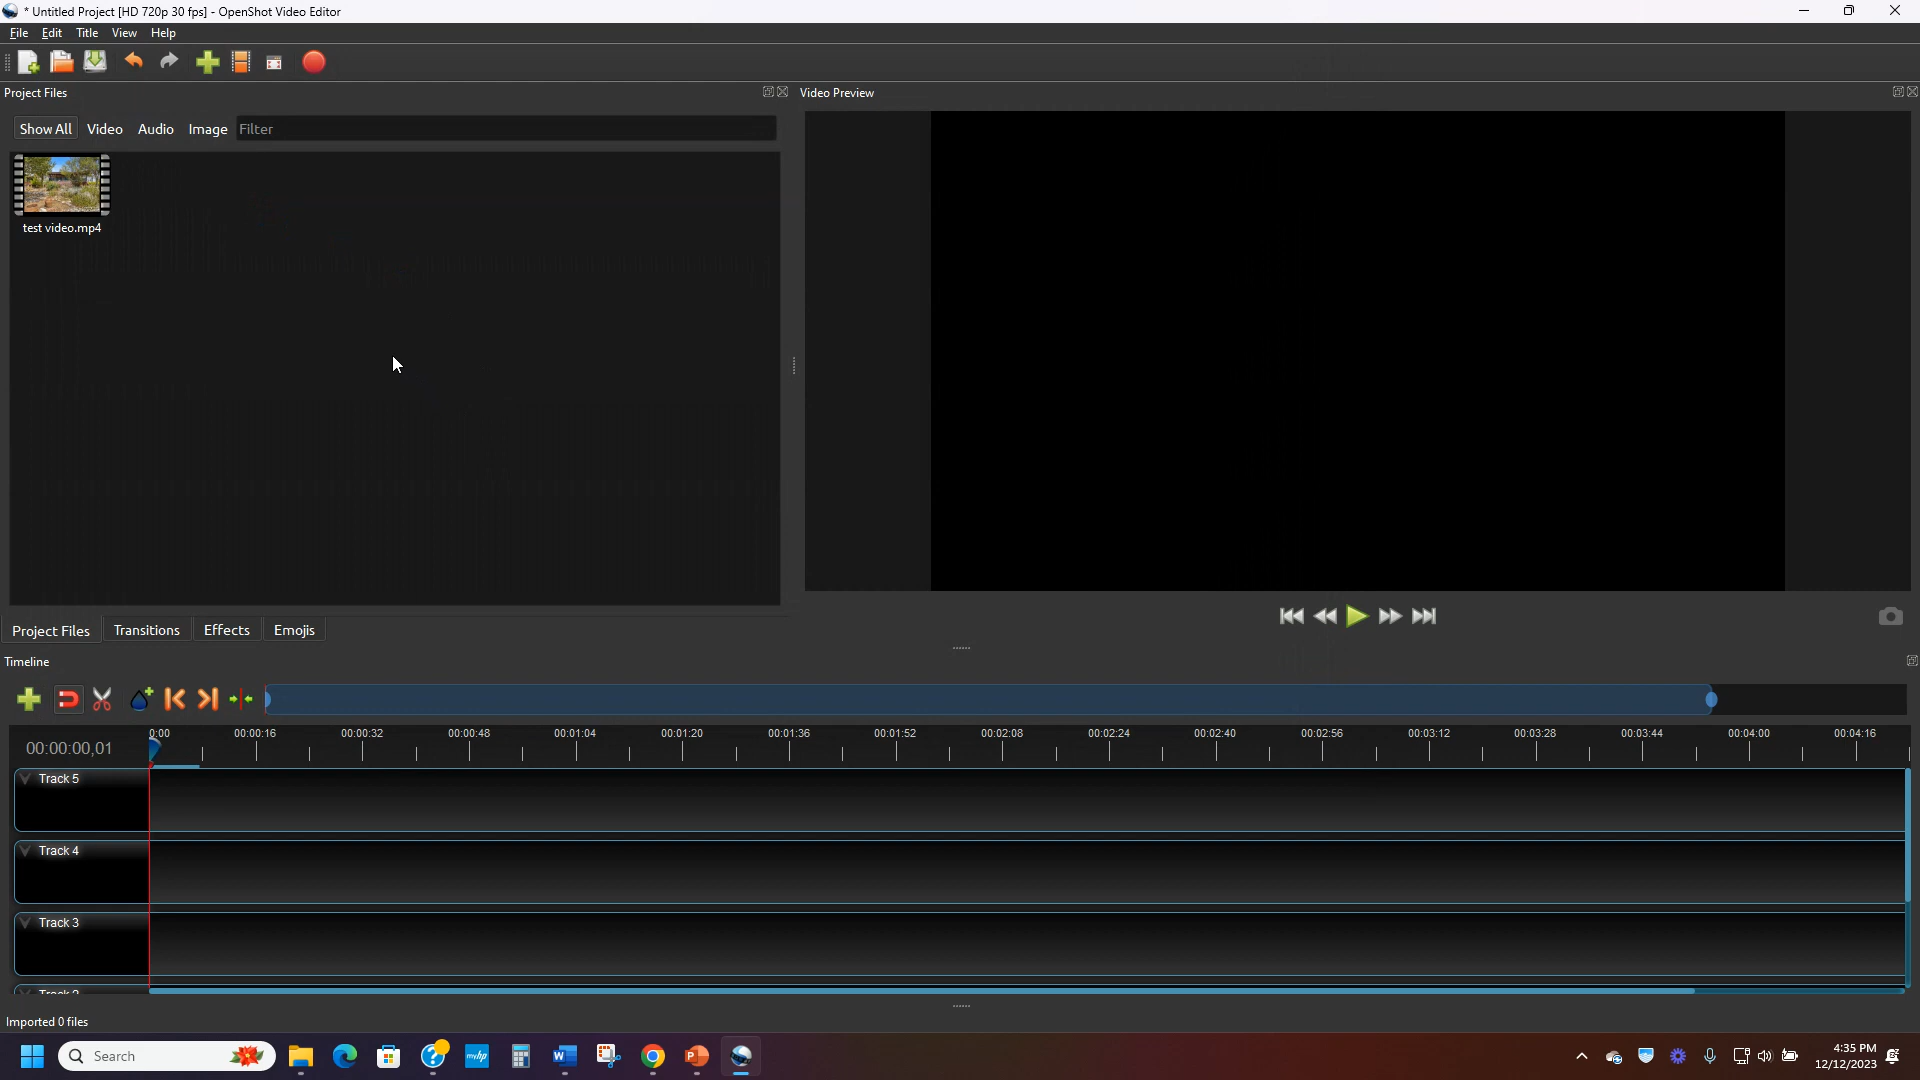 * Untitled Project [HD 720p 30 fps] - OpenShot Video Editor
File Edit Title View Help
Project Files
Video Preview
Show All Video Audio Image Filter
test video.mp4
Project Files Transitions Effects Emojis
Timeline
00:00:00,01
0:00 00:00:16 00:00:32 00:00:48 00:01:04 00:01:20 00:01:36 00:01:52 00:02:08 00:02:24 00:02:40 00:02:56 00:03:12 00:03:28 00:03:44 00:04:00 00:04:16
Track 5
Track 4
Track 3
Track 2
Imported 0 files
Search
4:35 PM
12/12/2023